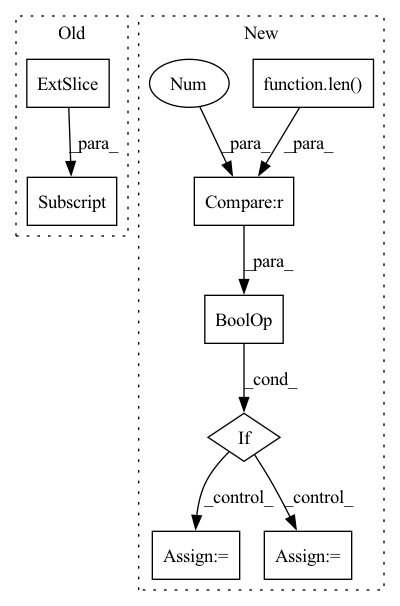 Old
New
ExtSlice
Num
function.len()
_para_
_para_
_para_
Subscript
Compare:r
_para_
BoolOp
_cond_
If
_control_
_control_
Assign:=
Assign:=